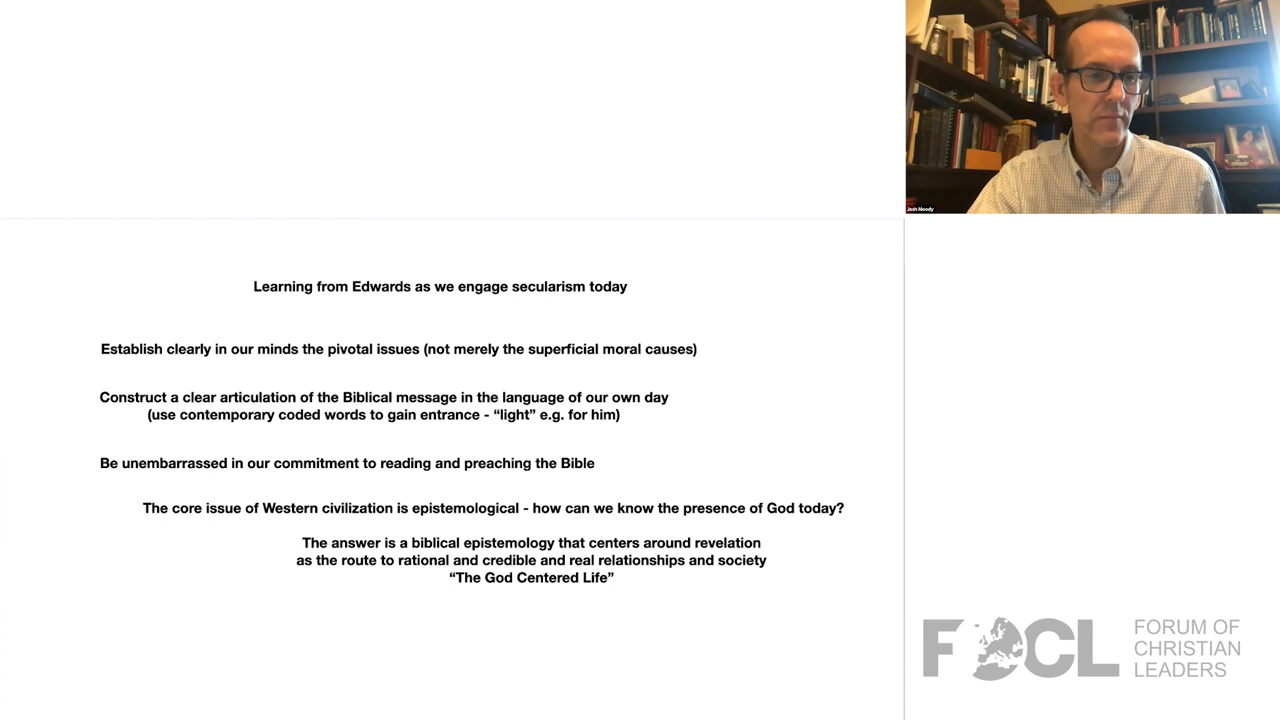 Josh Moody
Learning from Edwards as we engage secularism today
Establish clearly in our minds the pivotal issues (not merely the superficial moral causes)
Construct a clear articulation of the Biblical message in the language of our own day
(use contemporary coded words to gain entrance - “light” e.g. for him)
Be unembarrassed in our commitment to reading and preaching the Bible
The core issue of Western civilization is epistemological - how can we know the presence of God today?
The answer is a biblical epistemology that centers around revelation
as the route to rational and credible and real relationships and society
“The God Centered Life”
FOCL
FORUM OF
CHRISTIAN
LEADERS